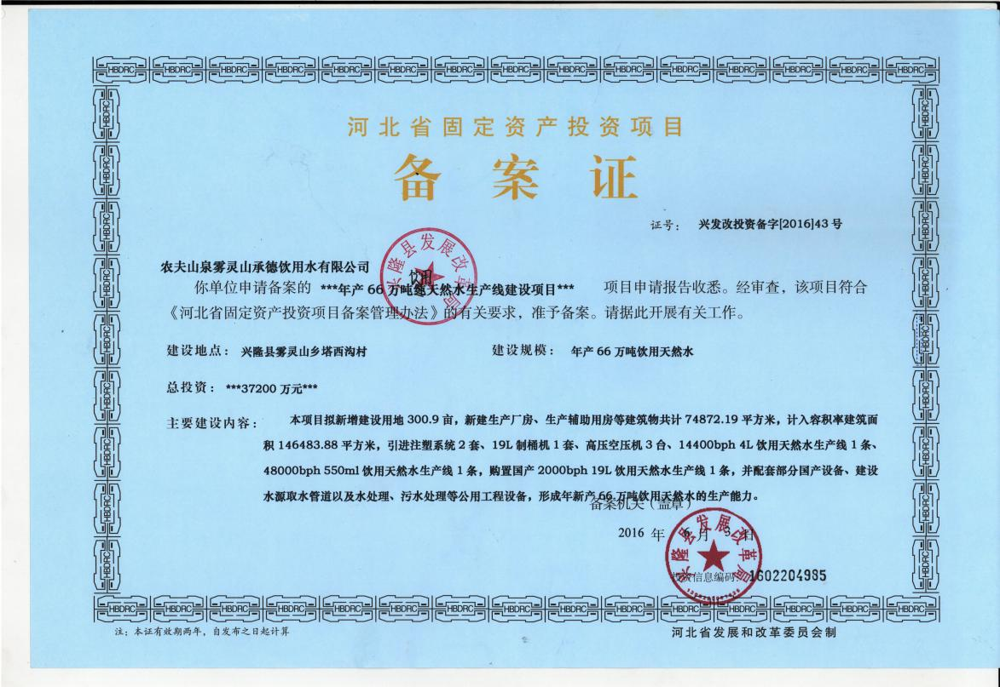 河北省固定资产投资项目
备案证
证号： 兴发改投资备字[2016]43 号
农夫山泉雾灵山承德饮用水有限公司
兴隆县发展改革局
饮用
你单位申请备案的 ***年产 66 万吨纯天然水生产线建设项目*** 项目申请报告收悉。经审查，该项目符合
《河北省固定资产投资项目备案管理办法》的有关要求，准予备案。请据此开展有关工作。
建设地点： 兴隆县雾灵山乡塔西沟村 建设规模： 年产 66 万吨饮用天然水
总投资： ***37200 万元***
主要建设内容： 本项目拟新增建设用地 300.9 亩，新建生产厂房、生产辅助用房等建筑物共计 74872.19 平方米，计入容积率建筑面
积 146483.88 平方米，引进注塑系统 2 套、19L 制桶机 1 套、高压空压机 3 台、14400bph 4L 饮用天然水生产线 1 条、
48000bph 550ml 饮用天然水生产线 1 条，购置国产 2000bph 19L 饮用天然水生产线 1 条，并配套部分国产设备、建设
水源取水管道以及水处理、污水处理等公用工程设备，形成年新产 66 万吨饮用天然水的生产能力。
备案机关（盖章）
2016 年 6 月 3 日
兴隆县发展改革局
投资信息编码 1602204985
注：本证有效期两年，自发布之日起计算
河北省发展和改革委员会制